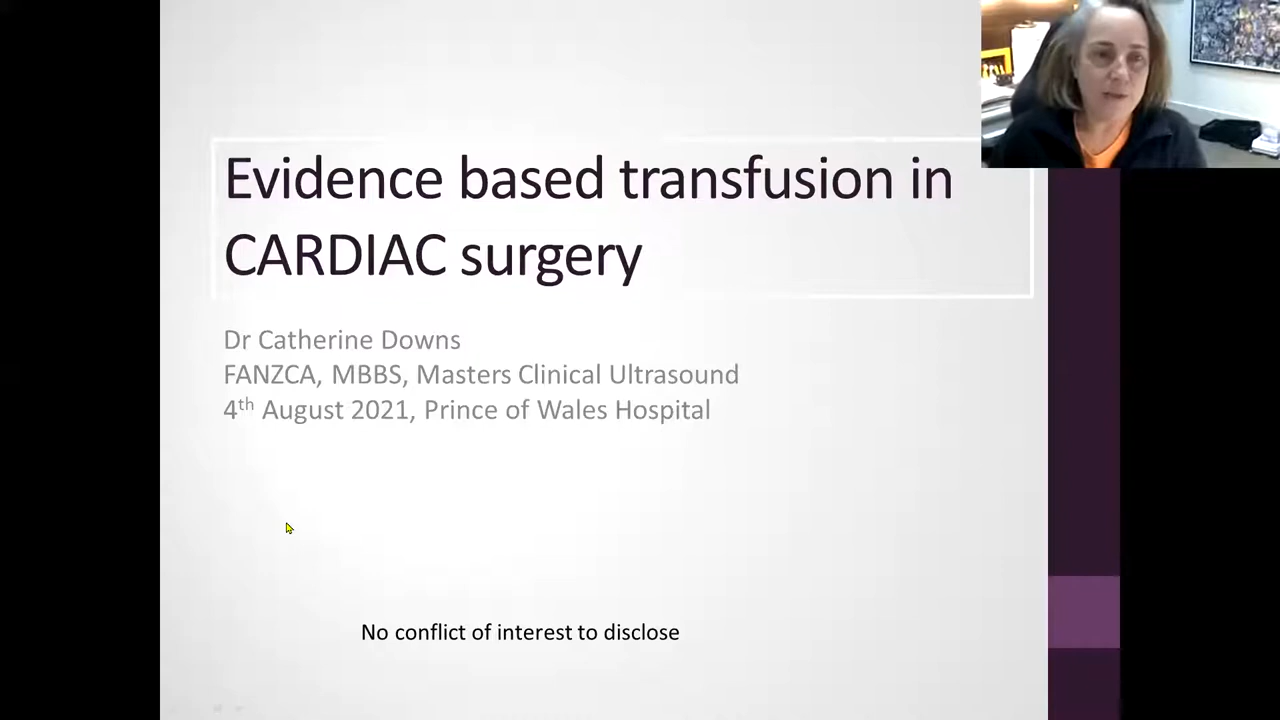 Evidence based transfusion in
CARDIAC surgery
Dr Catherine Downs
FANZCA, MBBS, Masters Clinical Ultrasound
4th August 2021, Prince of Wales Hospital
No conflict of interest to disclose